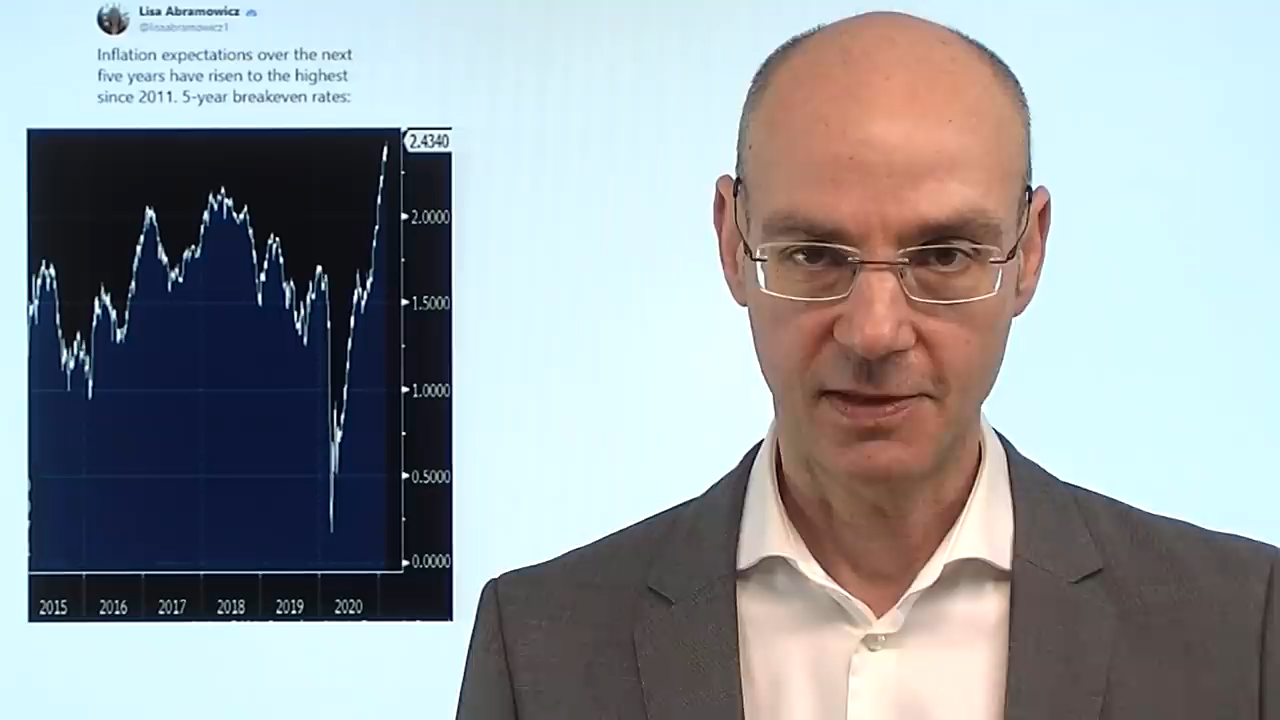 Lisa Abramowicz
@lisaabramowicz1
Inflation expectations over the next
five years have risen to the highest
since 2011. 5-year breakeven rates:
2.4340
2.0000
1.5000
1.0000
0.5000
0.0000
2015 2016 2017 2018 2019 2020